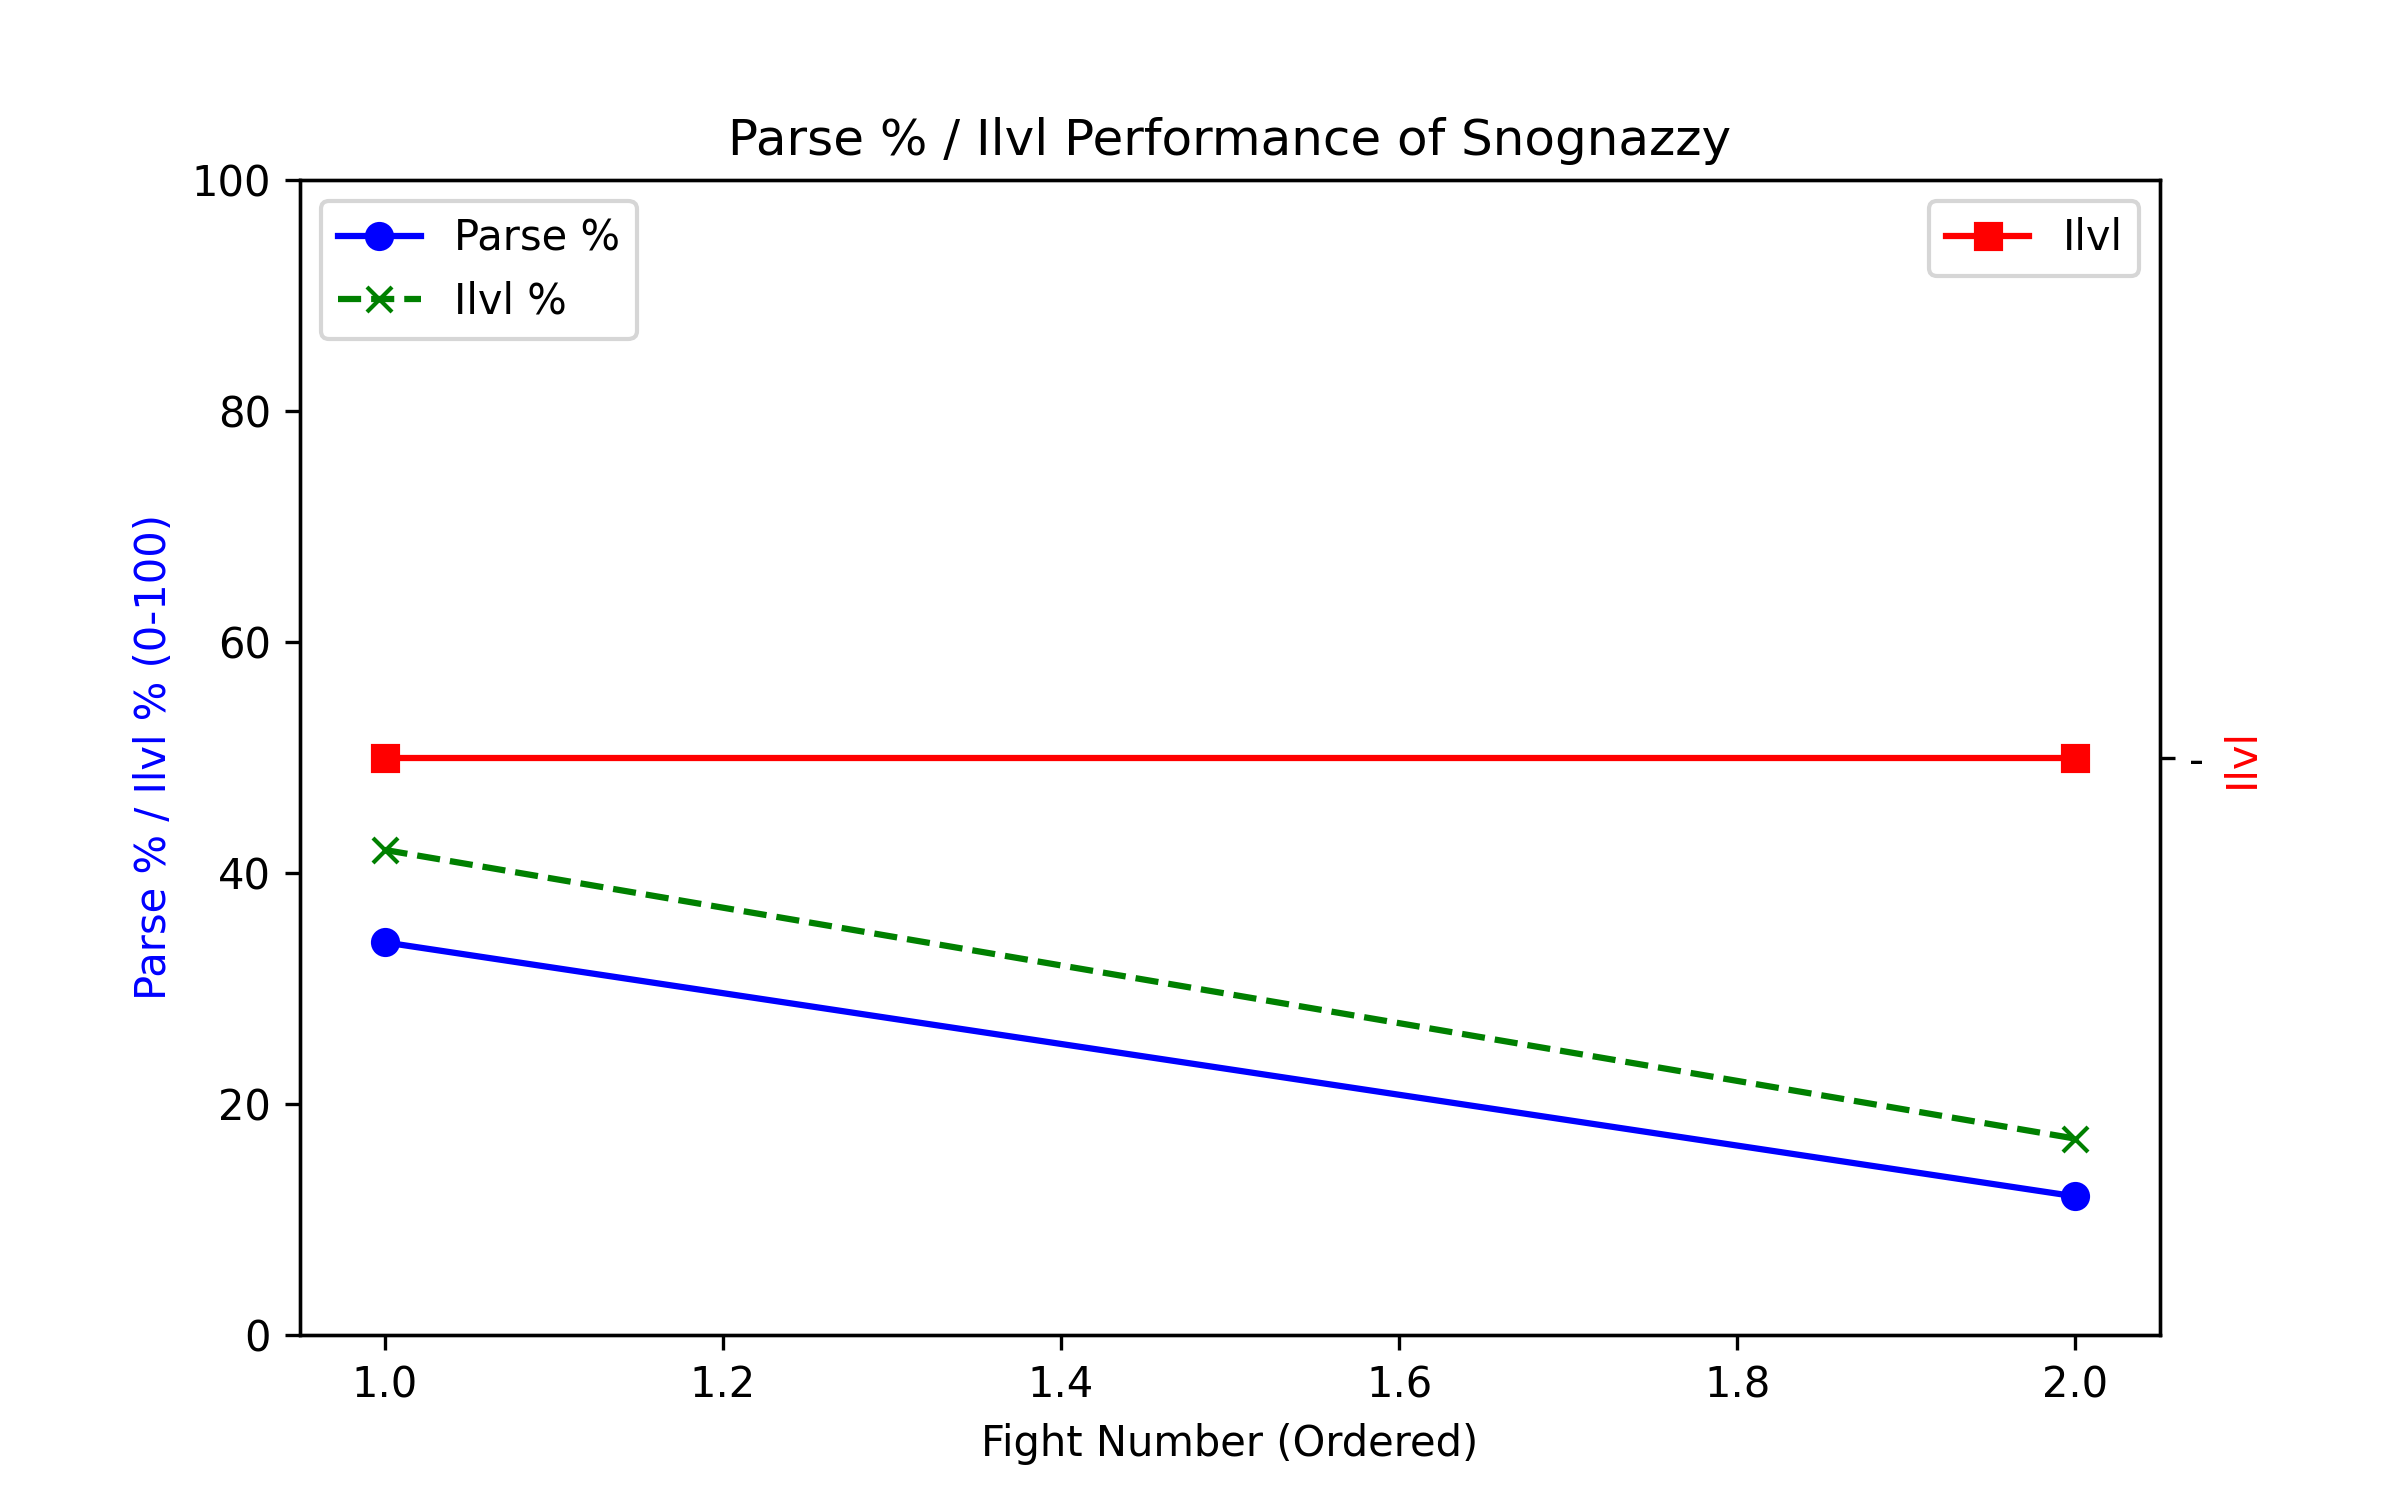 Parse % / Ilvl Performance of Snognazzy
Parse %
Ilvl %
Ilvl
100
80
60
40
20
0
Parse % / Ilvl % (0-100)
-
Ilvl
1.0 1.2 1.4 1.6 1.8 2.0
Fight Number (Ordered)